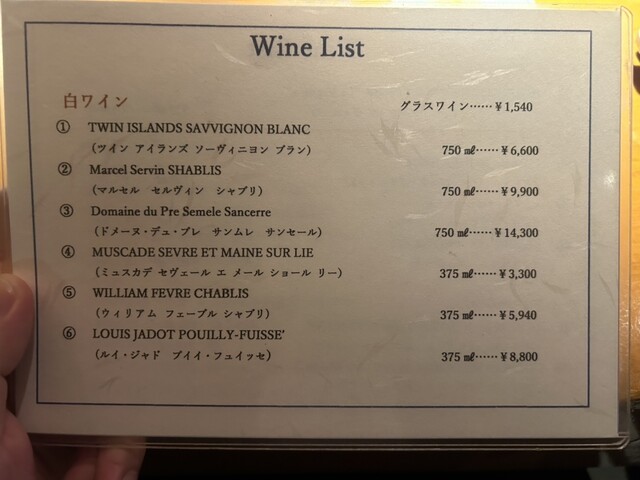 Wine List
白ワイン グラスワイン……¥1,540
① TWIN ISLANDS SAVVIGNON BLANC
(ツイン アイランズ ソーヴィニヨン ブラン) 750 ㎖……¥6,600
② Marcel Servin SHABLIS
(マルセル セルヴィン シャブリ) 750 ㎖……¥9,900
③ Domaine du Pre Semele Sancerre
(ドメーヌ・デュ・プレ サンムレ サンセール) 750 ㎖……¥14,300
④ MUSCADE SEVRE ET MAINE SUR LIE
(ミュスカデ セヴェール エ メール ショール リー) 375 ㎖……¥3,300
⑤ WILLIAM FEVRE CHABLIS
(ウィリアム フェーブル シャブリ) 375 ㎖……¥5,940
⑥ LOUIS JADOT POUILLY-FUISSE'
(ルイ・ジャド プイイ・フュイッセ) 375 ㎖……¥8,800